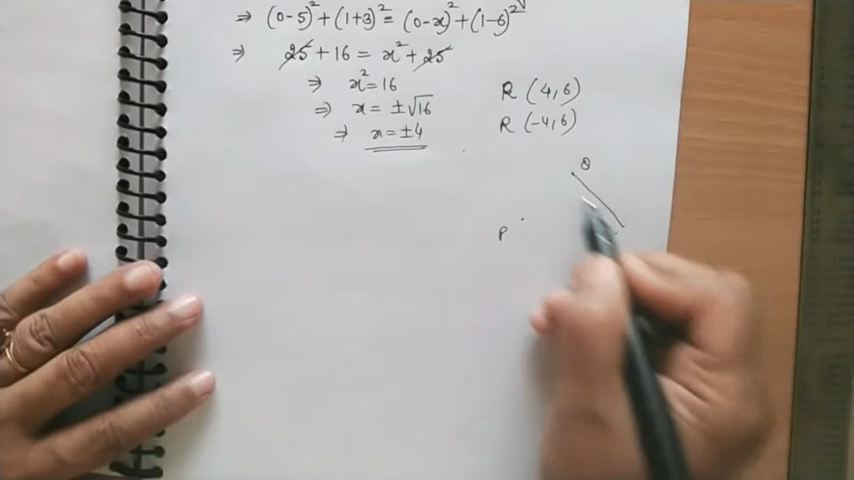 ⇒ (0-5)² + (1+3)² = (0-x)² + (1-6)²
⇒ 25 + 16 = x² + 25
⇒ x² = 16
⇒ x = ±√16
⇒ x = ±4
R (4, 6)
R (-4, 6)
Q
P